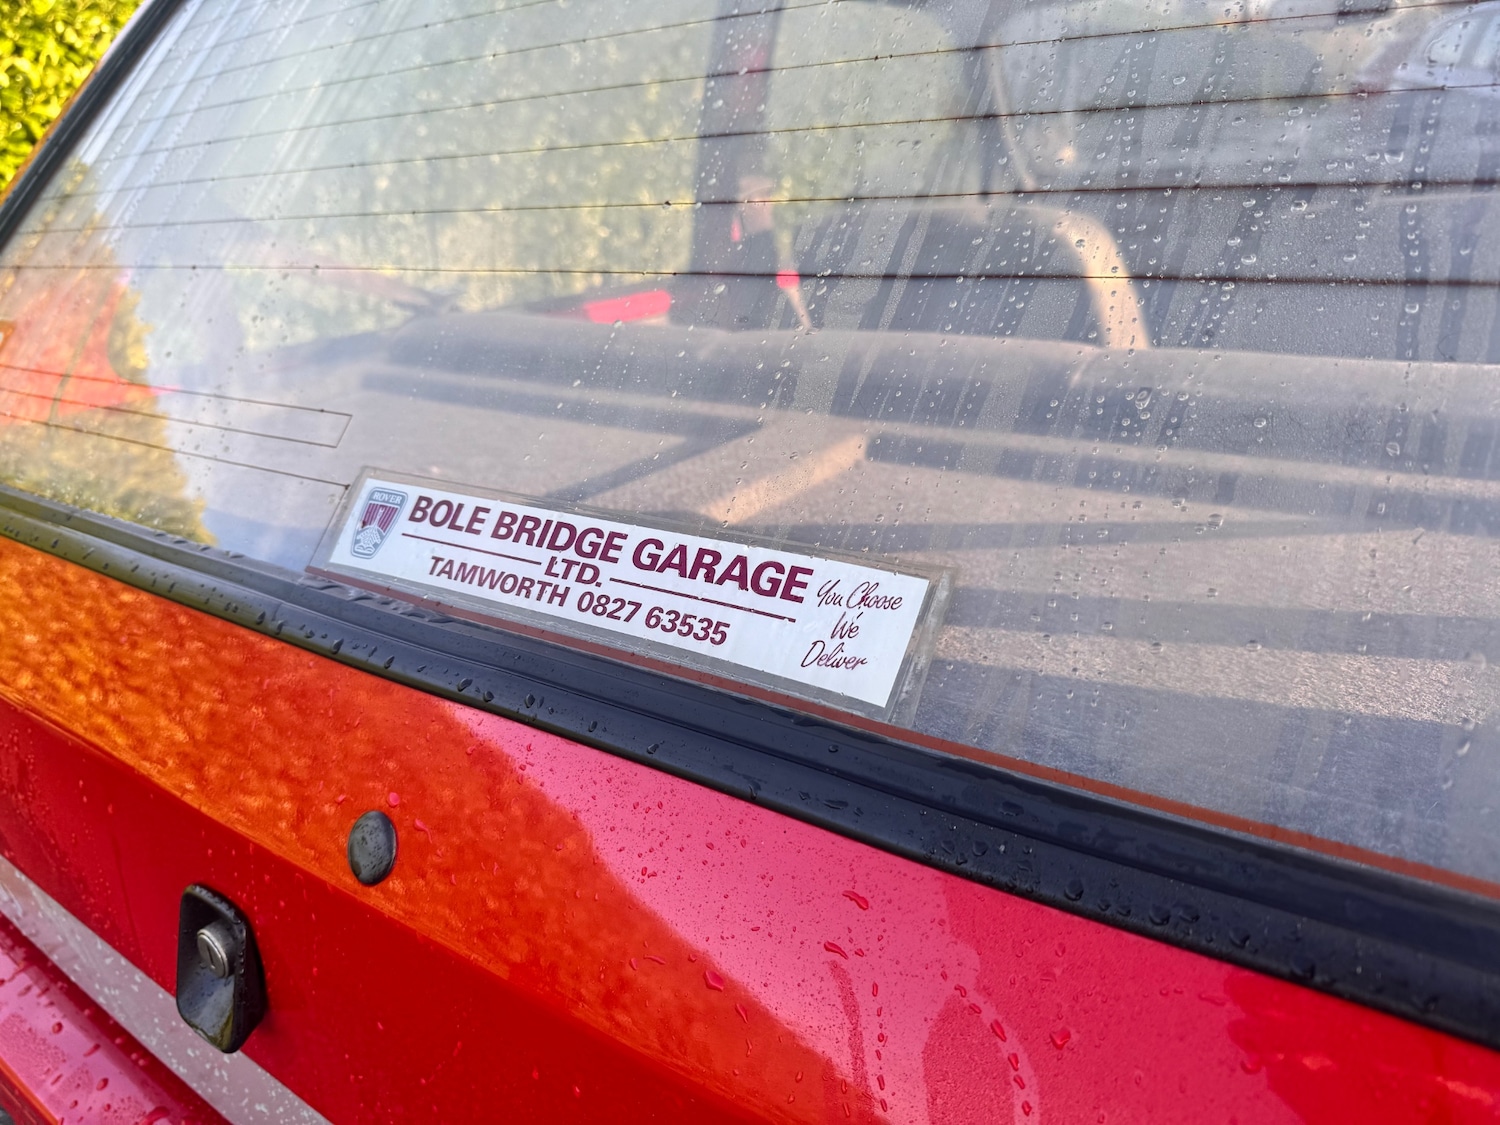 ROVER
BOLE BRIDGE GARAGE
LTD.
TAMWORTH 0827 63535
You Choose
We
Deliver